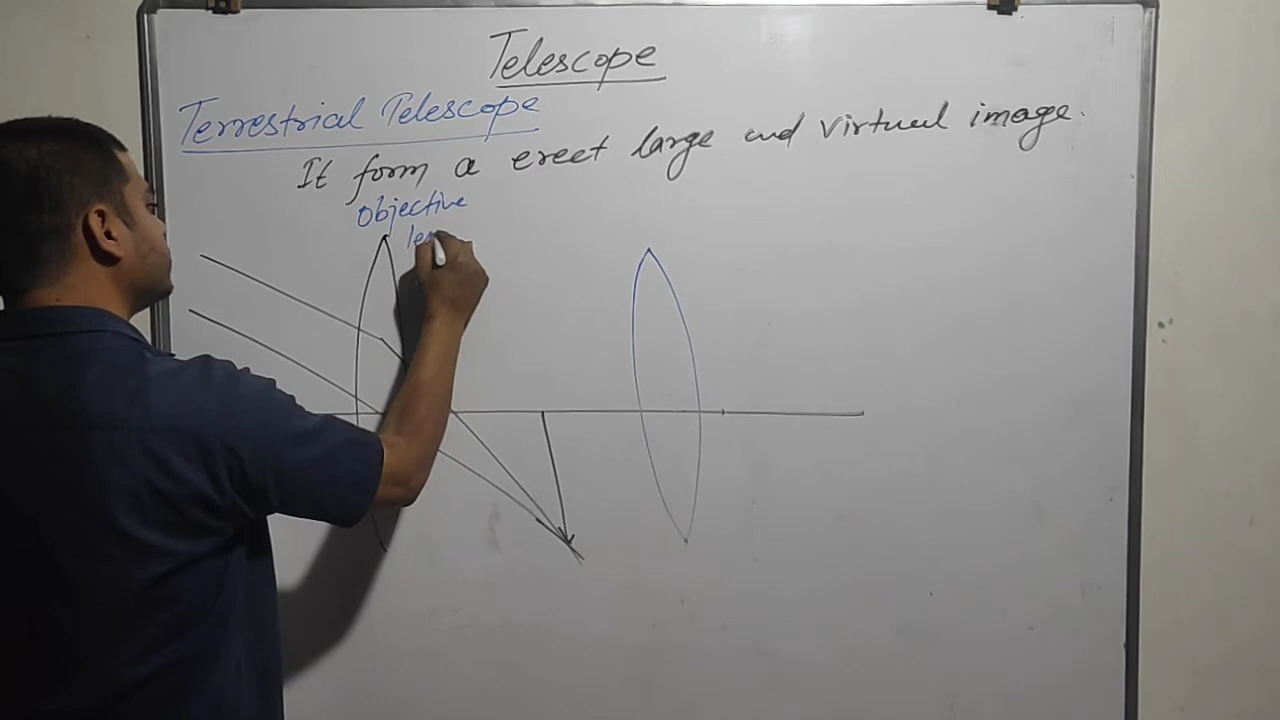 Telescope
Terrestrial Telescope
It form a erect large and virtual image.
Objective